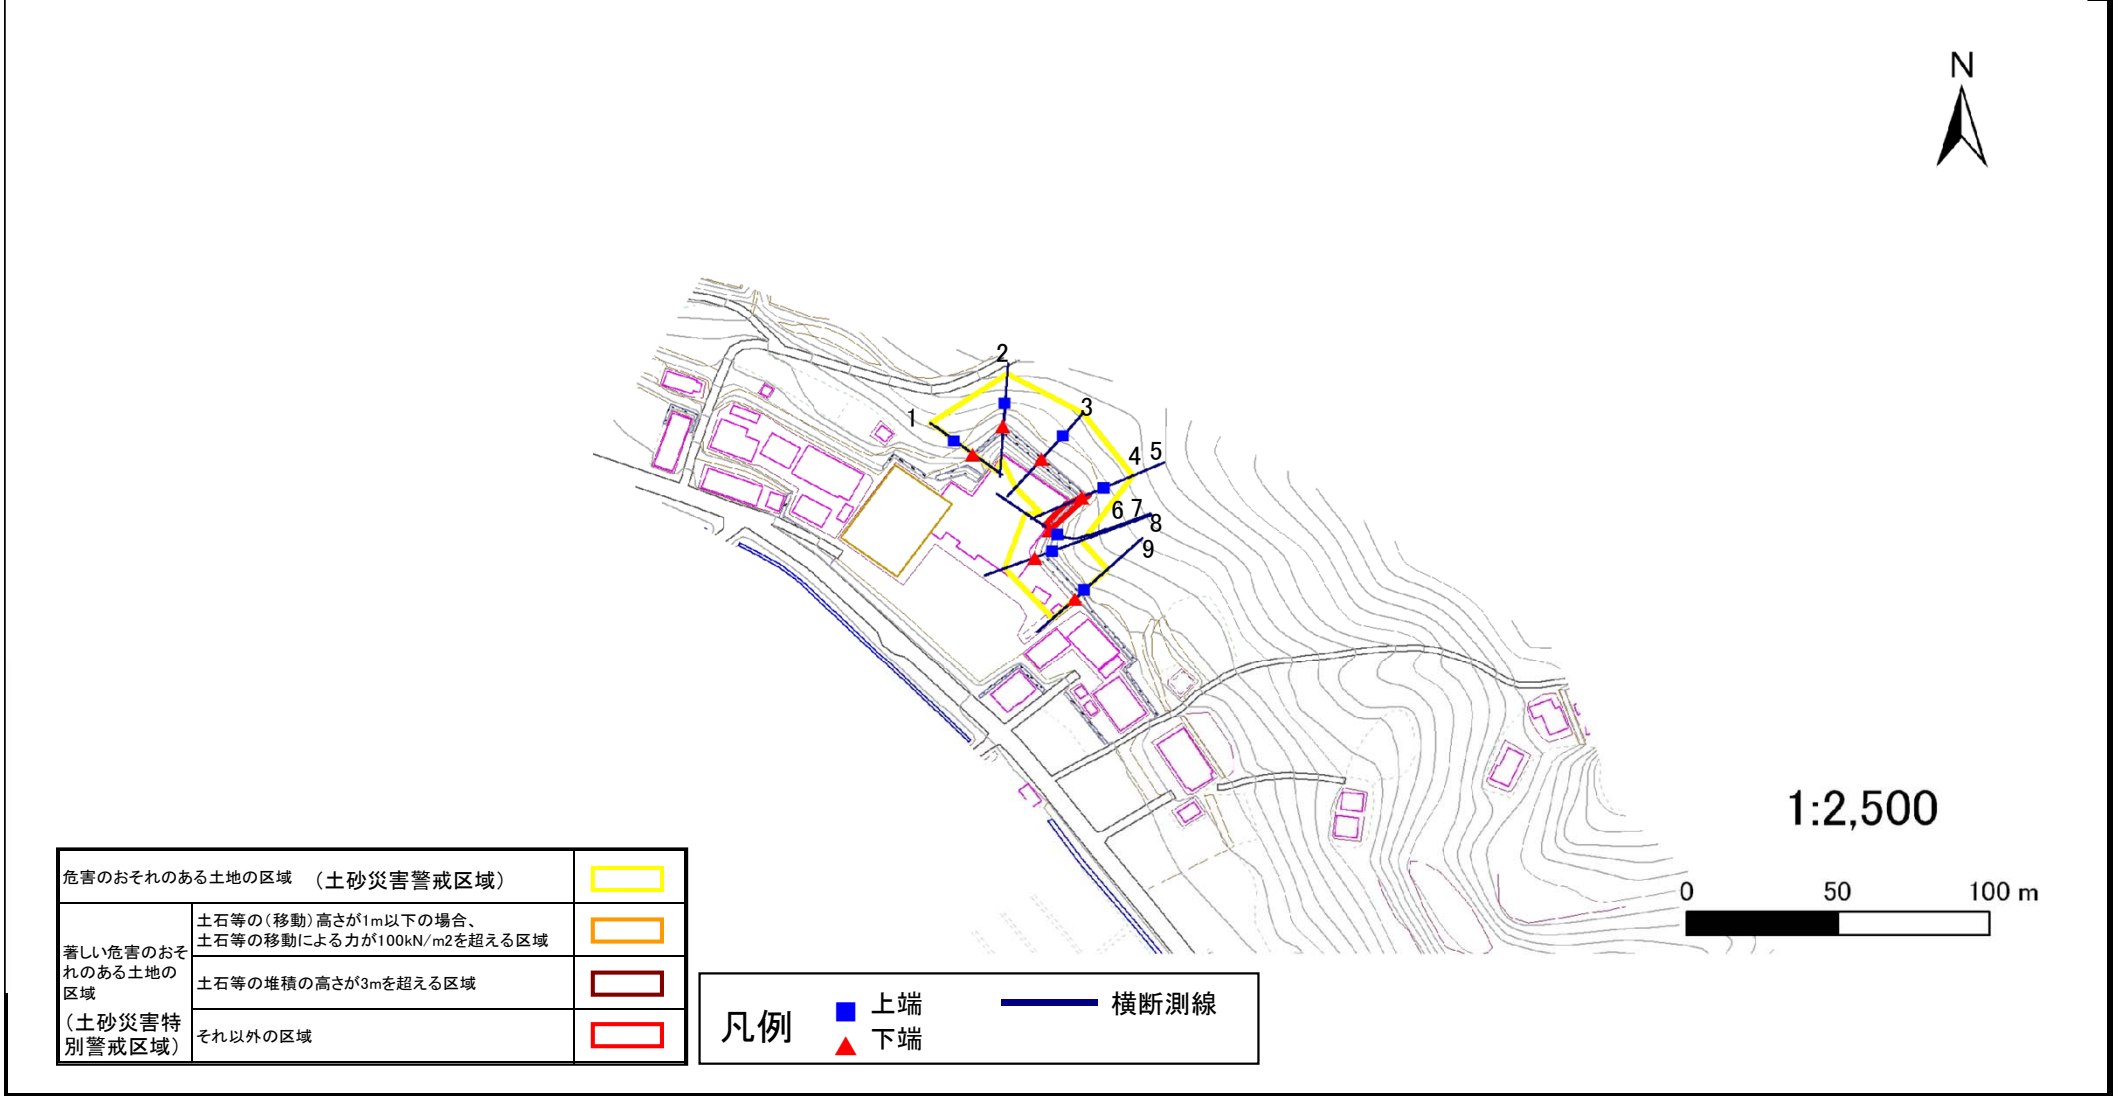 N
2
3
1
4
5
6
7
8
9
1:2,500
0 50 100 m
危害のおそれのある土地の区域 （土砂災害警戒区域）
著しい危害のおそ
れのある土地の
区域
（土砂災害特
別警戒区域）
土石等の（移動）高さが1m以下の場合、
土石等の移動による力が100kN/m2を超える区域
土石等の堆積の高さが3mを超える区域
それ以外の区域
凡例
上端
下端
横断測線